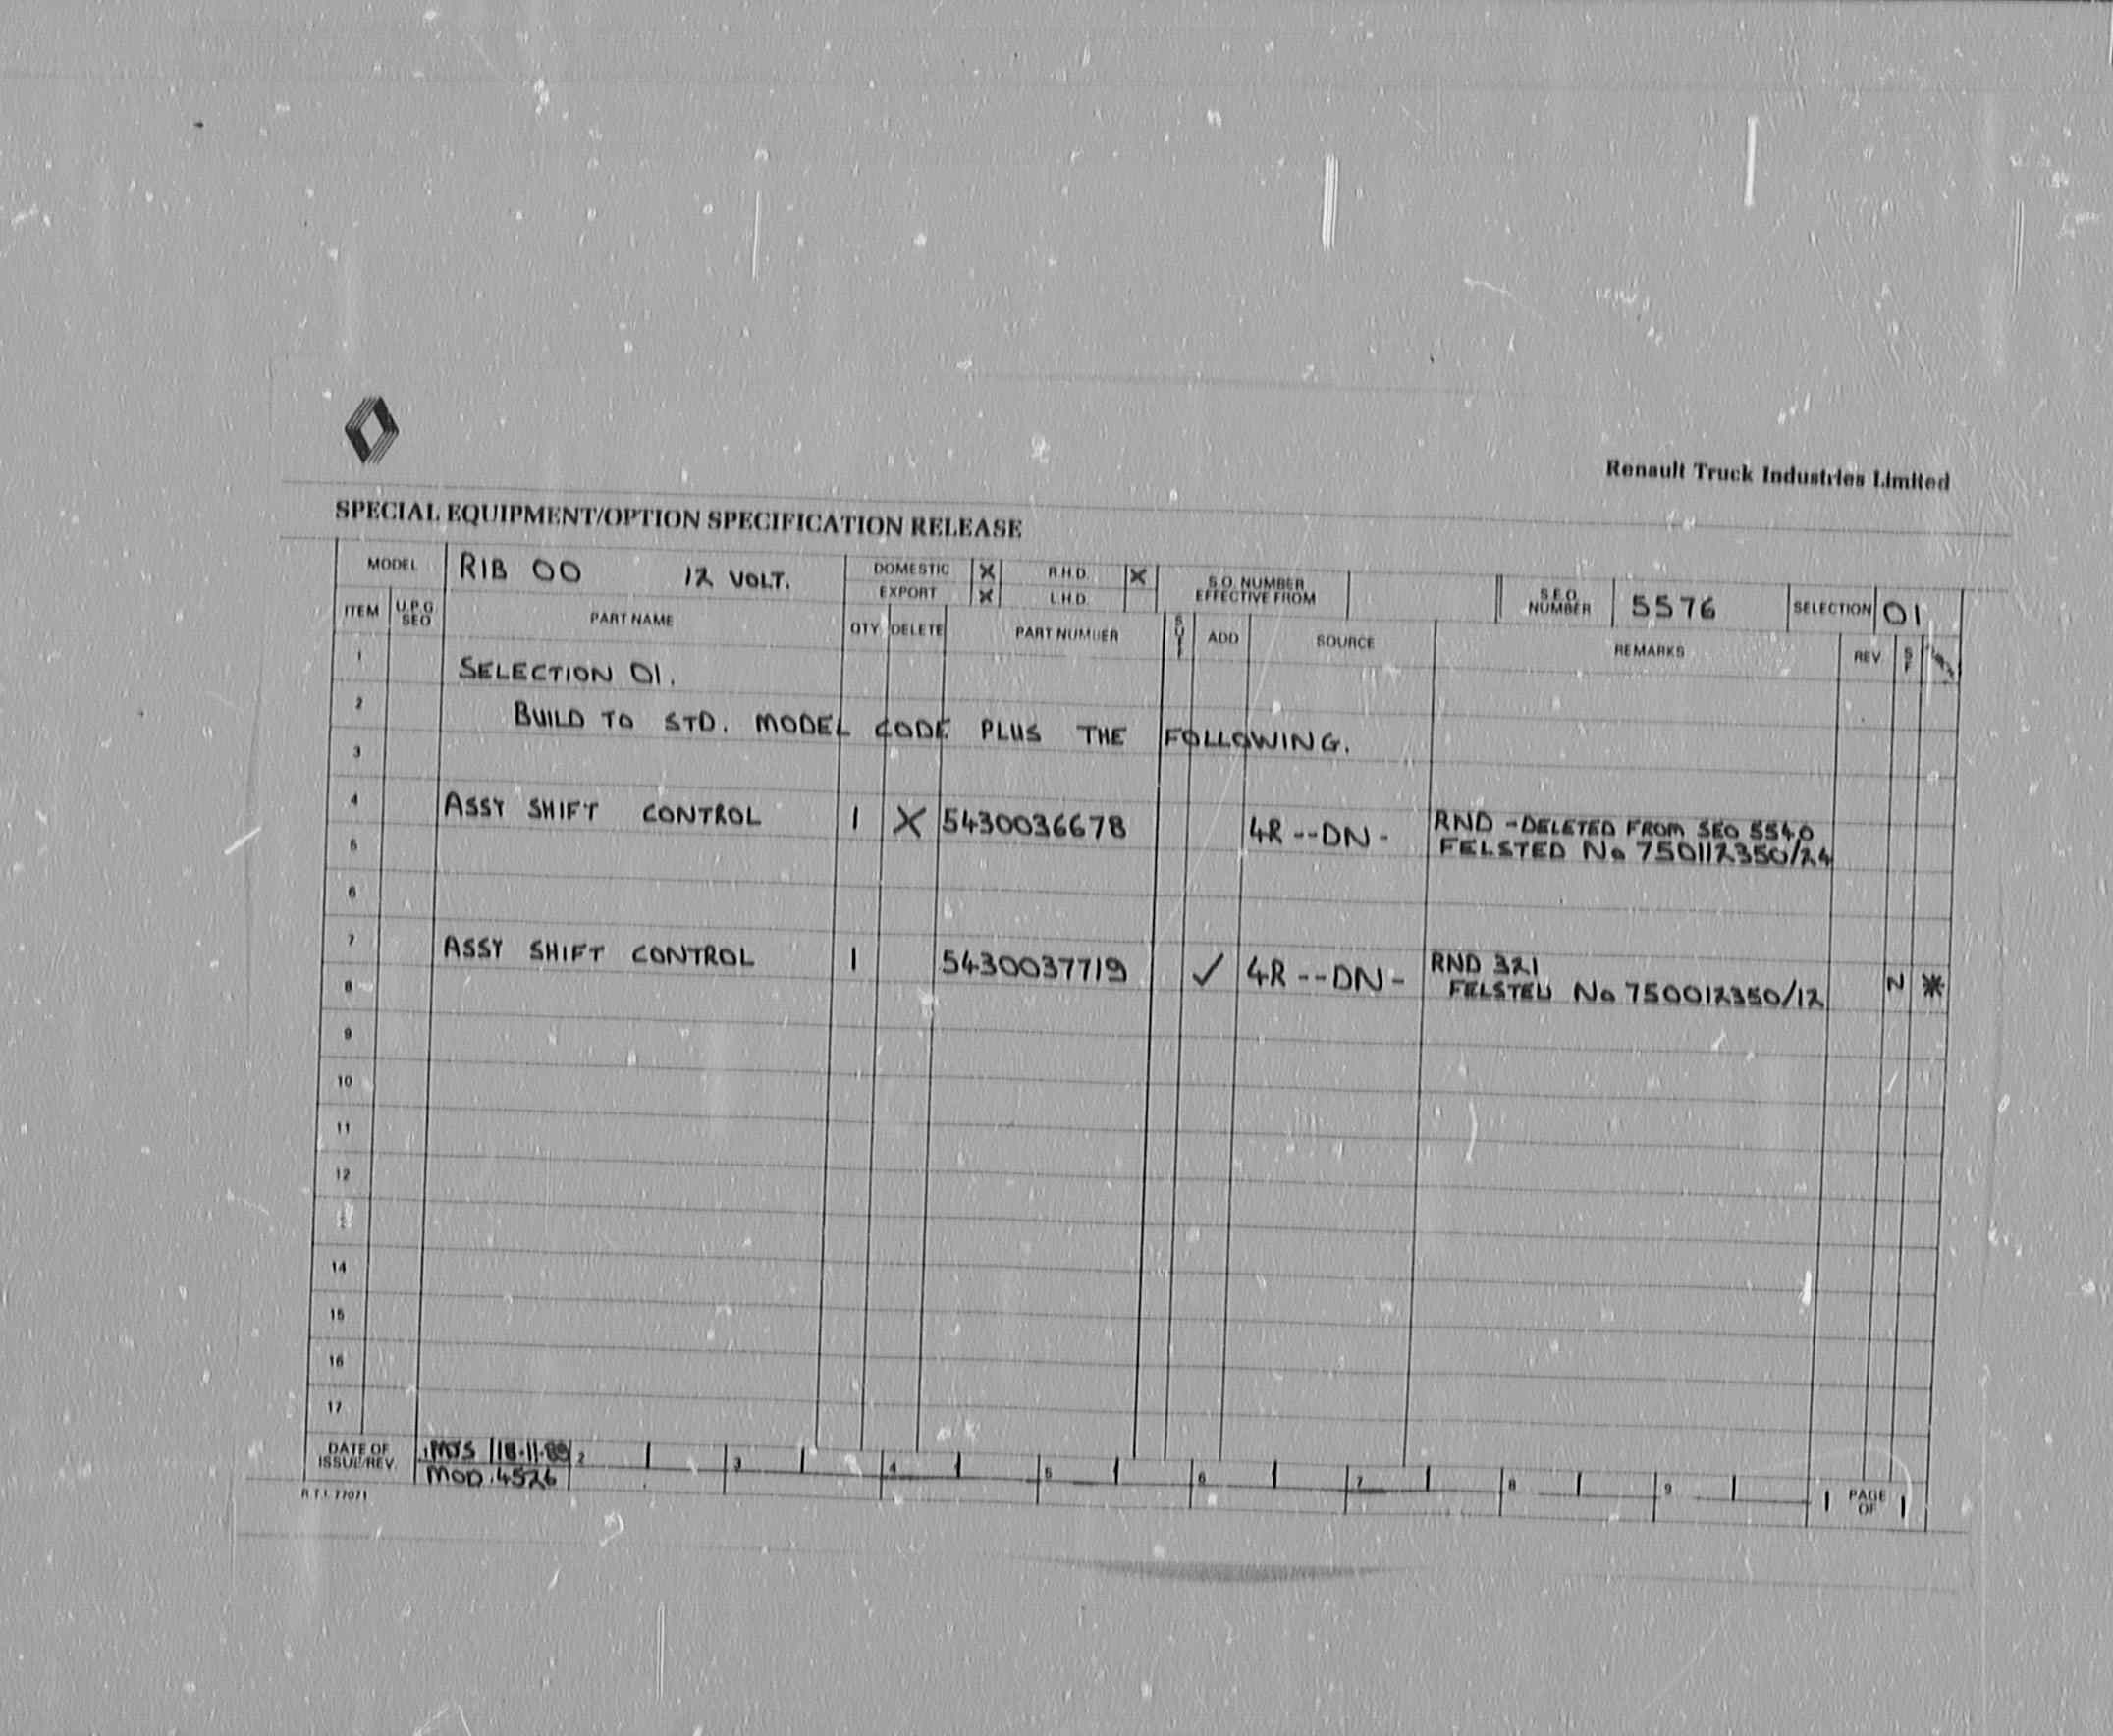 Renault Truck Industries Limited
SPECIAL EQUIPMENT/OPTION SPECIFICATION RELEASE
MODEL RIB 00 12 VOLT. DOMESTIC X R.H.D. X S.O. NUMBER EFFECTIVE FROM S.E.O. NUMBER 5576 SELECTION 01
EXPORT X L.H.D.
ITEM U.P.G SEO PART NAME QTY DELETE PART NUMBER SUFF ADD SOURCE REMARKS REV SF
1 SELECTION 01.
2 BUILD TO STD. MODEL CODE PLUS THE FOLLOWING.
3
4 ASSY SHIFT CONTROL 1 X 5430036678 4R --DN - RND - DELETED FROM SEO 5540
5 FELSTED No 750112350/24
6
7 ASSY SHIFT CONTROL 1 5430037719 ✓ 4R --DN - RND 321
8 FELSTED No 750012350/12 N *
9
10
11
12
14
15
16
17
DATE OF ISSUE/REV. 1 MJS 18.11.89 2 3 4 5 6 7 8 9 1 PAGE OF 1
MOD. 4526
R.T.I. 77071